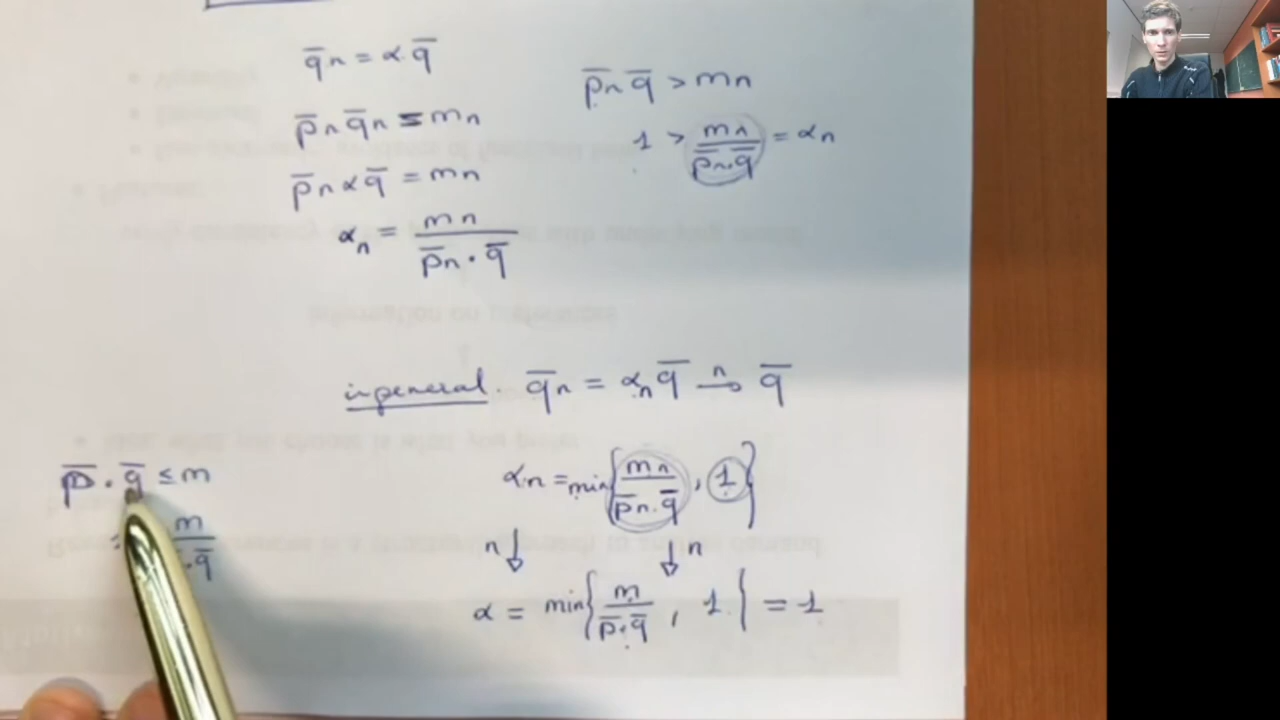 q̄n = α q̄
p̄n q̄n ≤ mn
p̄n α q̄ = mn
αn = mn / p̄n · q̄
p̄n q̄ > mn
1 > mn / p̄n · q̄ = αn
in general. q̄n = αn q̄ →n q̄
p̄ · q̄ ≤ m
m / · q̄
αn = min{ mn / p̄n · q̄ , 1 }
n ↓ ↓ n
α = min{ m / p̄ · q̄ , 1 } = 1